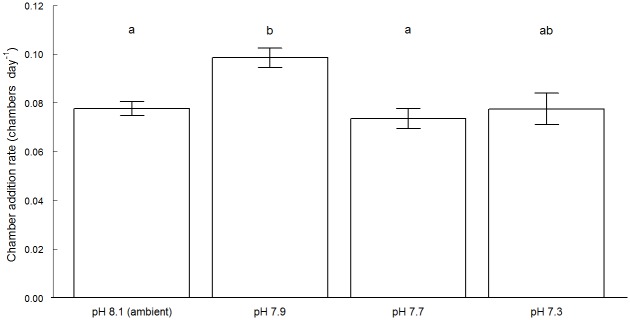 Chamber addition rate (chambers day⁻¹)
0.12
0.10
0.08
0.06
0.04
0.02
0.00
a
b
a
ab
pH 8.1 (ambient)
pH 7.9
pH 7.7
pH 7.3